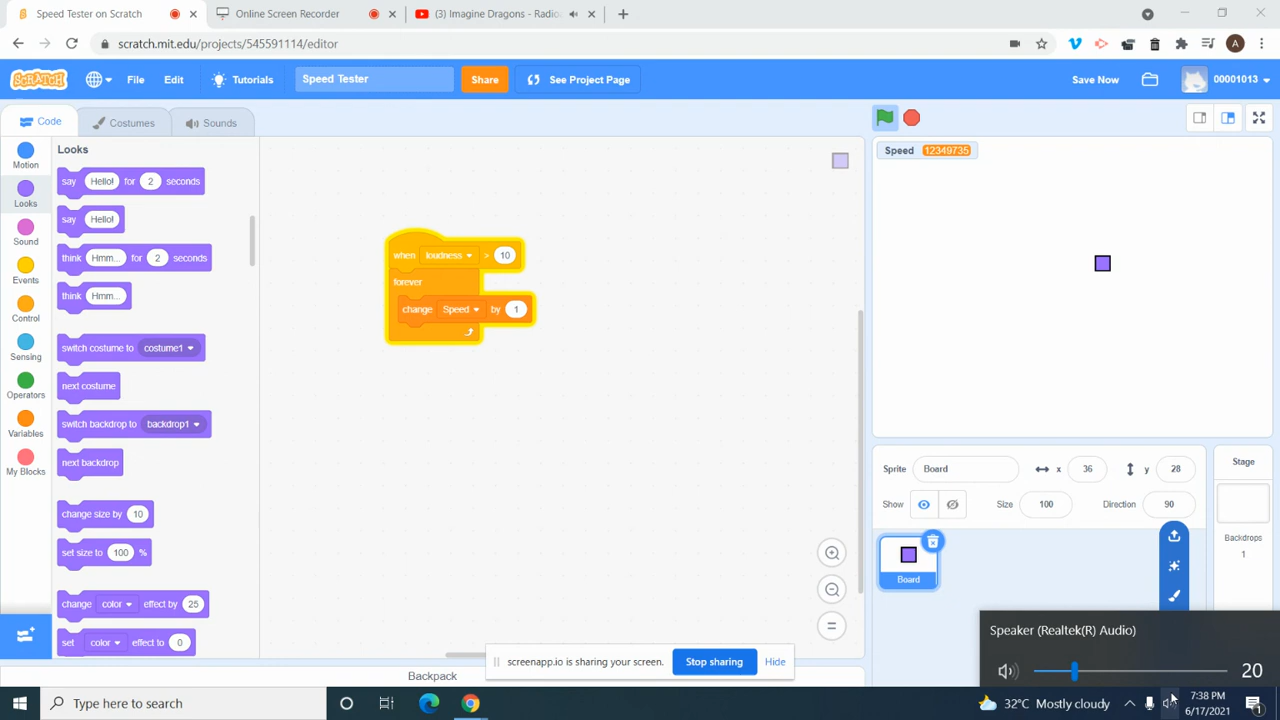 Speed Tester on Scratch
Online Screen Recorder
(3) Imagine Dragons - Radio
scratch.mit.edu/projects/545591114/editor
A
SCRATCH
File
Edit
Tutorials
Speed Tester
Share
See Project Page
Save Now
00001013
Code
Costumes
Sounds
Motion
Looks
Sound
Events
Control
Sensing
Operators
Variables
My Blocks
Looks
say Hello! for 2 seconds
say Hello!
think Hmm... for 2 seconds
think Hmm...
switch costume to costume1
next costume
switch backdrop to backdrop1
next backdrop
change size by 10
set size to 100 %
change color effect by 25
set color effect to 0
when loudness > 10
forever
change Speed by 1
Speed 12349735
Sprite Board x 36 y 28
Show Size 100 Direction 90
Board
Stage
Backdrops
1
Backpack
screenapp.io is sharing your screen. Stop sharing Hide
Speaker (Realtek(R) Audio)
20
Type here to search
32°C Mostly cloudy
7:38 PM
6/17/2021
1